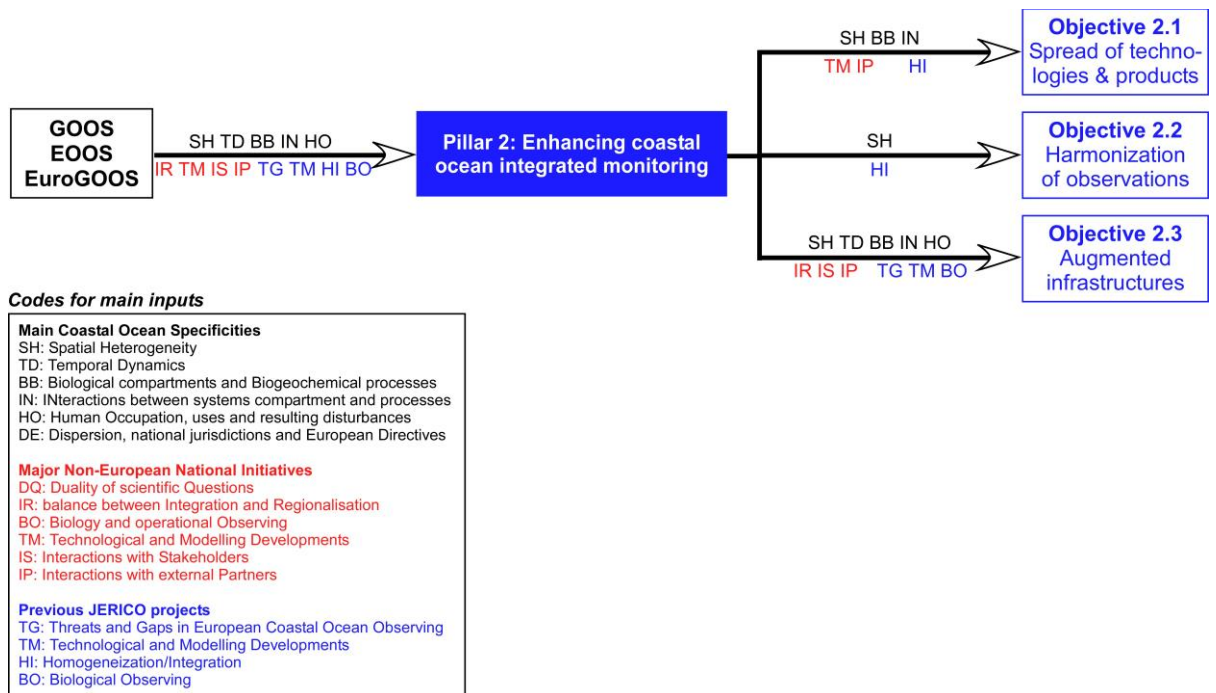 GOOS
EOOS
EuroGOOS
SH TD BB IN HO
IR TM IS IP TG TM HI BO
Pillar 2: Enhancing coastal
ocean integrated monitoring
SH BB IN
TM IP HI
Objective 2.1
Spread of techno-
logies & products
SH
HI
Objective 2.2
Harmonization
of observations
SH TD BB IN HO
IR IS IP TG TM BO
Objective 2.3
Augmented
infrastructures
Codes for main inputs
Main Coastal Ocean Specificities
SH: Spatial Heterogeneity
TD: Temporal Dynamics
BB: Biological compartments and Biogeochemical processes
IN: INteractions between systems compartment and processes
HO: Human Occupation, uses and resulting disturbances
DE: Dispersion, national jurisdictions and European Directives
Major Non-European National Initiatives
DQ: Duality of scientific Questions
IR: balance between Integration and Regionalisation
BO: Biology and operational Observing
TM: Technological and Modelling Developments
IS: Interactions with Stakeholders
IP: Interactions with external Partners
Previous JERICO projects
TG: Threats and Gaps in European Coastal Ocean Observing
TM: Technological and Modelling Developments
HI: Homogeneization/Integration
BO: Biological Observing